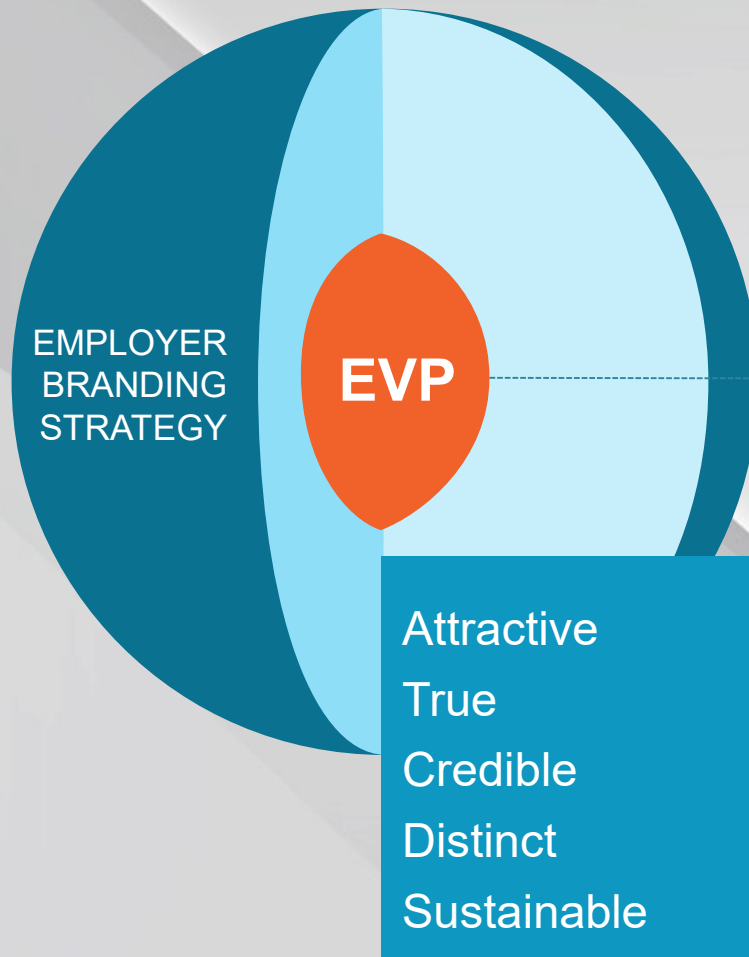 EMPLOYER
BRANDING
STRATEGY
EVP
Attractive
True
Credible
Distinct
Sustainable